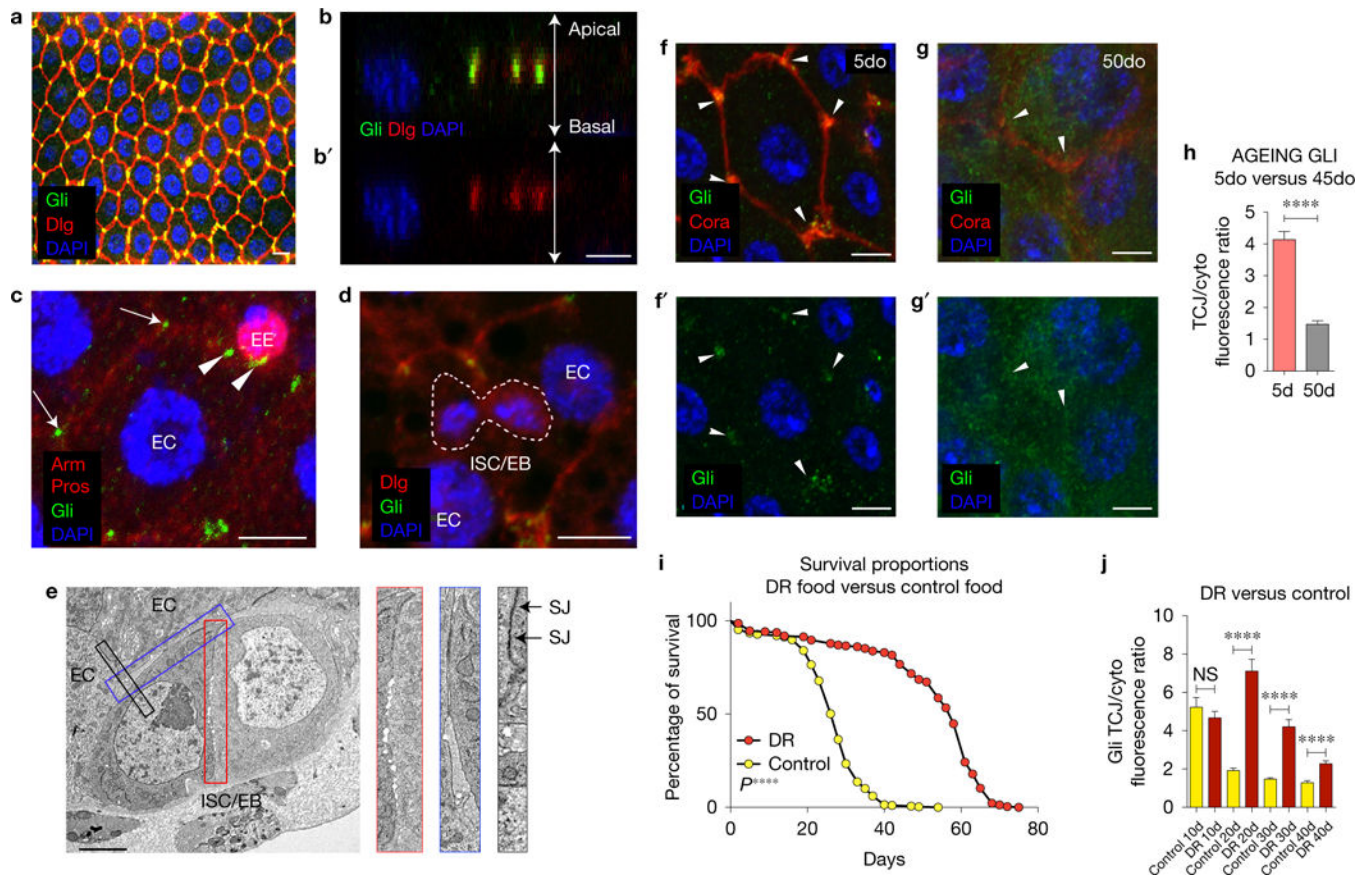 a
Gli
Dlg
DAPI
b
Apical
Gli Dlg DAPI
Basal
b′
c
EE
EC
Arm
Pros
Gli
DAPI
d
EC
ISC/EB
Dlg
Gli
DAPI
EC
e
EC
EC
ISC/EB
SJ
SJ
f
5do
Gli
Cora
DAPI
g
50do
Gli
Cora
DAPI
f′
Gli
DAPI
g′
Gli
DAPI
h
AGEING GLI
5do versus 45do
****
TCJ/cyto
fluorescence ratio
5
4
3
2
1
0
5d 50d
i
Survival proportions
DR food versus control food
Percentage of survival
100
50
0
DR
Control
P****
0 20 40 60 80
Days
j
DR versus control
Gli TCJ/cyto
fluorescence ratio
10
8
6
4
2
0
NS
****
****
****
Control 10d
DR 10d
Control 20d
DR 20d
Control 30d
DR 30d
Control 40d
DR 40d